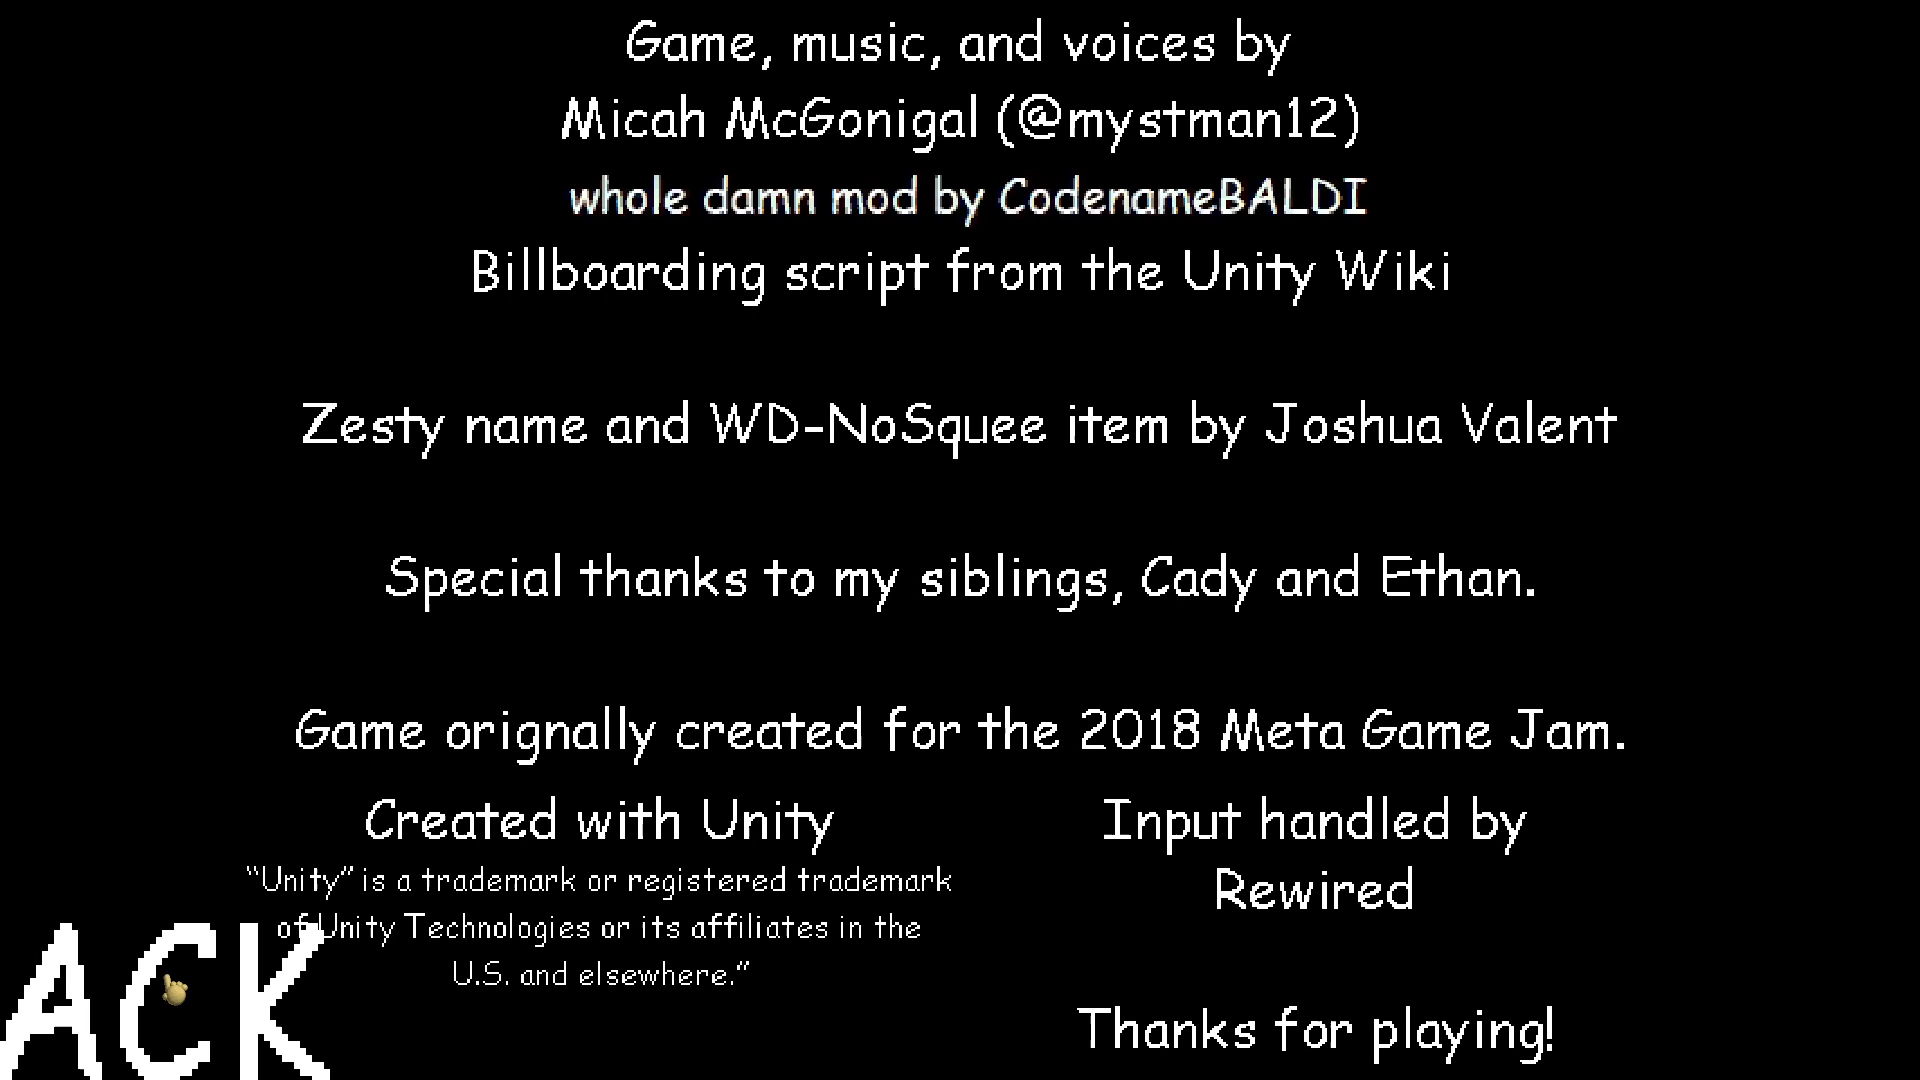 Game, music, and voices by
Micah McGonigal (@mystman12)
whole damn mod by CodenameBALDI
Billboarding script from the Unity Wiki
Zesty name and WD-NoSquee item by Joshua Valent
Special thanks to my siblings, Cady and Ethan.
Game orignally created for the 2018 Meta Game Jam.
Created with Unity
“Unity” is a trademark or registered trademark
of Unity Technologies or its affiliates in the
U.S. and elsewhere.”
Input handled by
Rewired
Thanks for playing!
ACK